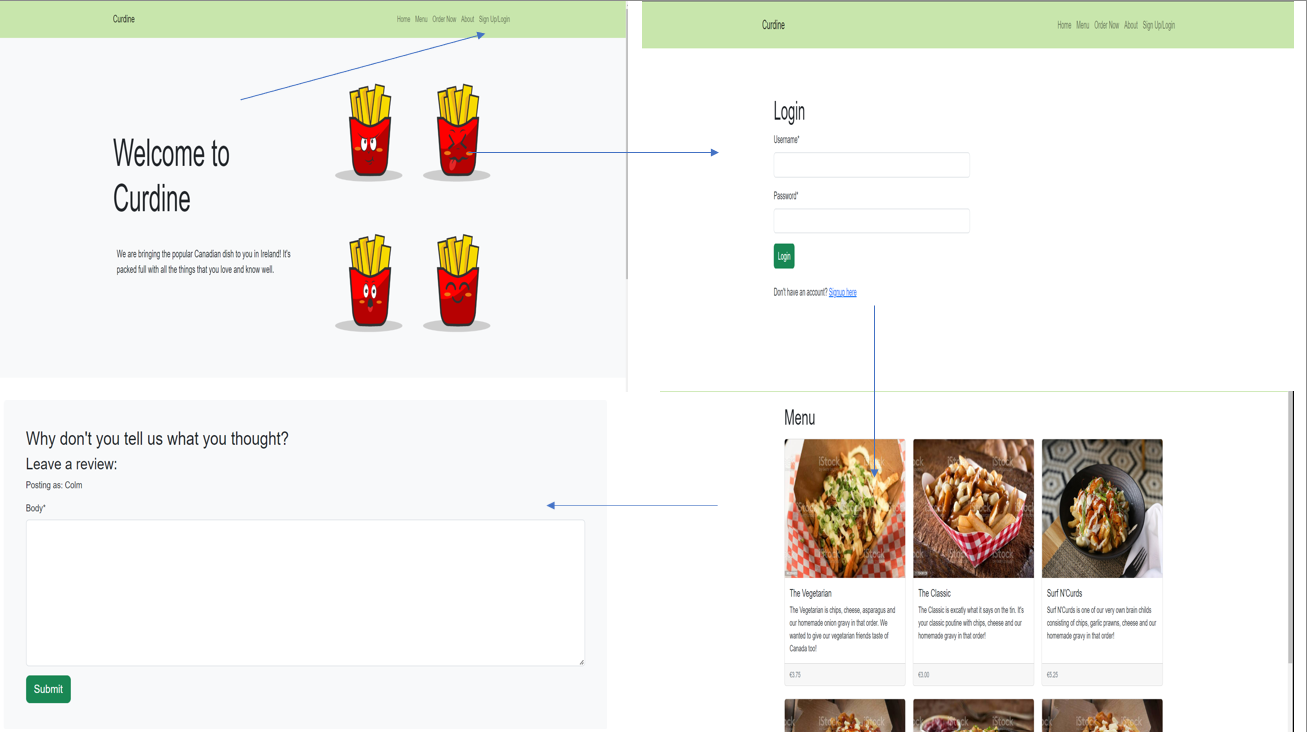 Curdine
Home Menu Order Now About Sign Up/Login
Welcome to
Curdine
We are bringing the popular Canadian dish to you in Ireland! It's
packed full with all the things that you love and know well.
Curdine
Home Menu Order Now About Sign Up/Login
Login
Username*
Password*
Login
Don't have an account? Signup here
Why don't you tell us what you thought?
Leave a review:
Posting as: Colm
Body*
Submit
Menu
iStock
iStock
iStock
The Vegetarian
The Vegetarian is chips, cheese, asparagus and
our homemade onion gravy in that order. We
wanted to give our vegetarian friends taste of
Canada too!
€3.75
The Classic
The Classic is excatly what it says on the tin. It's
your classic poutine with chips, cheese and our
homemade gravy in that order!
€3.00
Surf N'Curds
Surf N'Curds is one of our very own brain childs
consisting of chips, garlic prawns, cheese and our
homemade gravy in that order!
€5.25
iStock
iStock
iStock